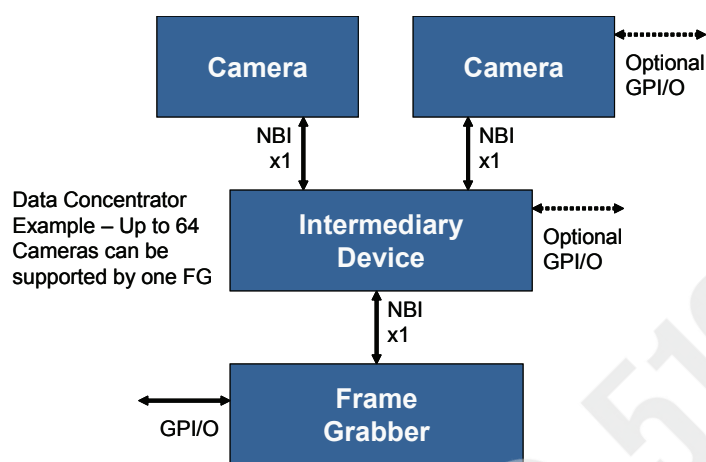 Camera
Camera
Optional
GPI/O
NBI
x1
NBI
x1
Data Concentrator
Example – Up to 64
Cameras can be
supported by one FG
Intermediary
Device
Optional
GPI/O
NBI
x1
GPI/O
Frame
Grabber